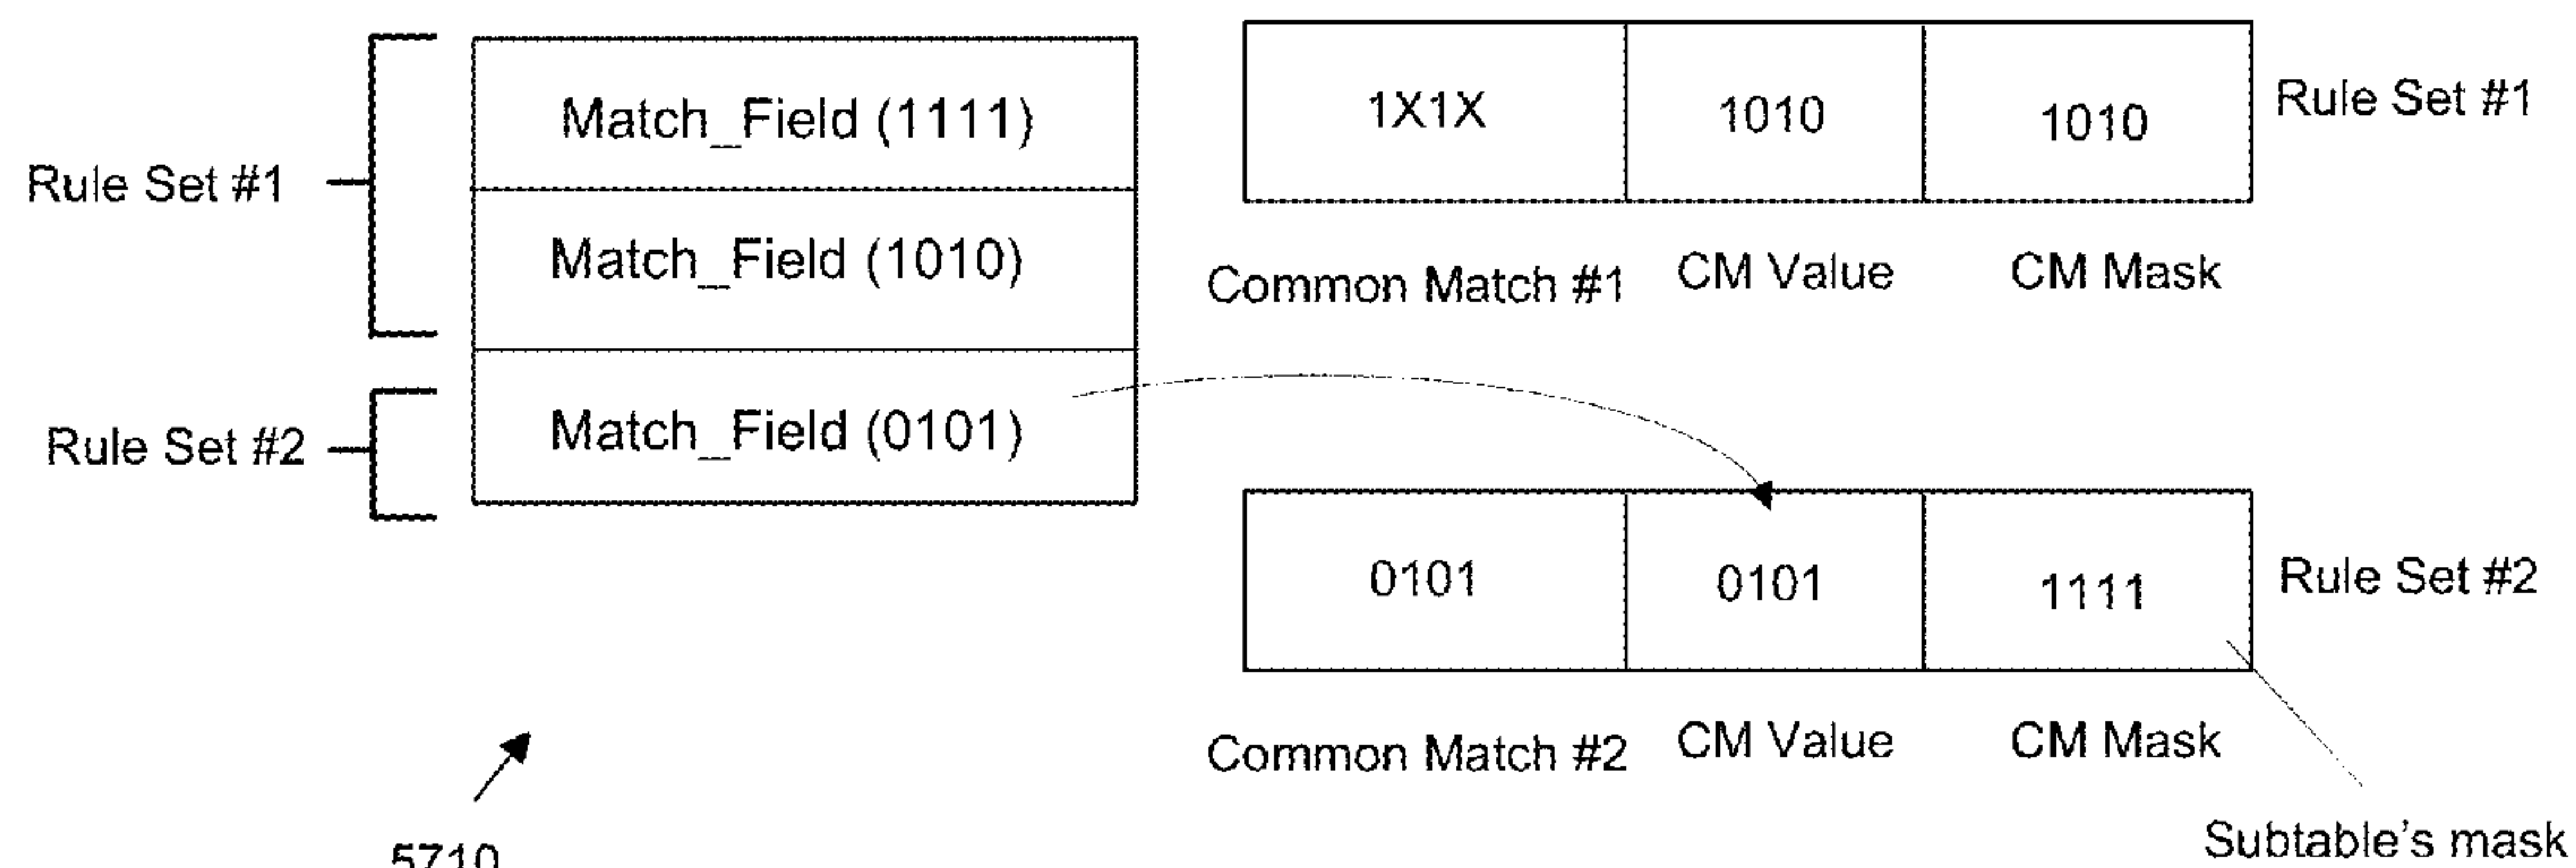 Rule Set #1
Match_Field (1111)
Match_Field (1010)
Rule Set #2
Match_Field (0101)
5710
1X1X
1010
1010
Rule Set #1
Common Match #1
CM Value
CM Mask
0101
0101
1111
Rule Set #2
Common Match #2
CM Value
CM Mask
Subtable's mask